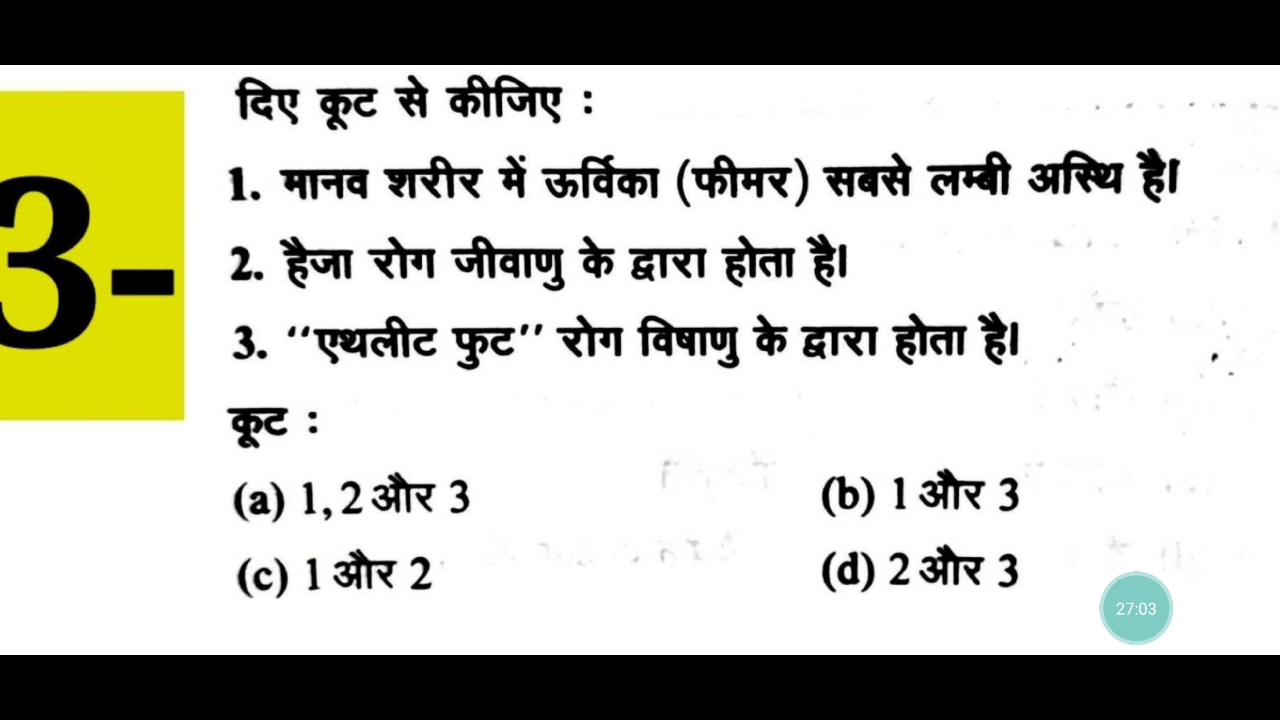 दिए कूट से कीजिए :
3-
1. मानव शरीर में ऊर्विका (फीमर) सबसे लम्बी अस्थि है।
2. हैजा रोग जीवाणु के द्वारा होता है।
3. ‘‘एथलीट फुट’’ रोग विषाणु के द्वारा होता है।
कूट :
(a) 1, 2 और 3 (b) 1 और 3
(c) 1 और 2 (d) 2 और 3
27:03